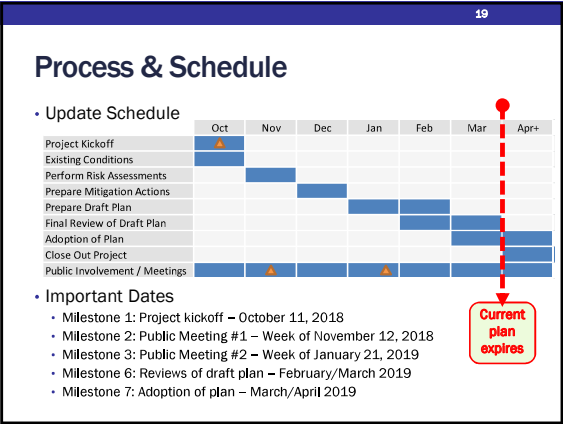 19
Process & Schedule
• Update Schedule
Oct Nov Dec Jan Feb Mar Apr+
Project Kickoff
Existing Conditions
Perform Risk Assessments
Prepare Mitigation Actions
Prepare Draft Plan
Final Review of Draft Plan
Adoption of Plan
Close Out Project
Public Involvement / Meetings
• Important Dates
• Milestone 1: Project kickoff – October 11, 2018
• Milestone 2: Public Meeting #1 – Week of November 12, 2018
• Milestone 3: Public Meeting #2 – Week of January 21, 2019
• Milestone 6: Reviews of draft plan – February/March 2019
• Milestone 7: Adoption of plan – March/April 2019
Current
plan
expires